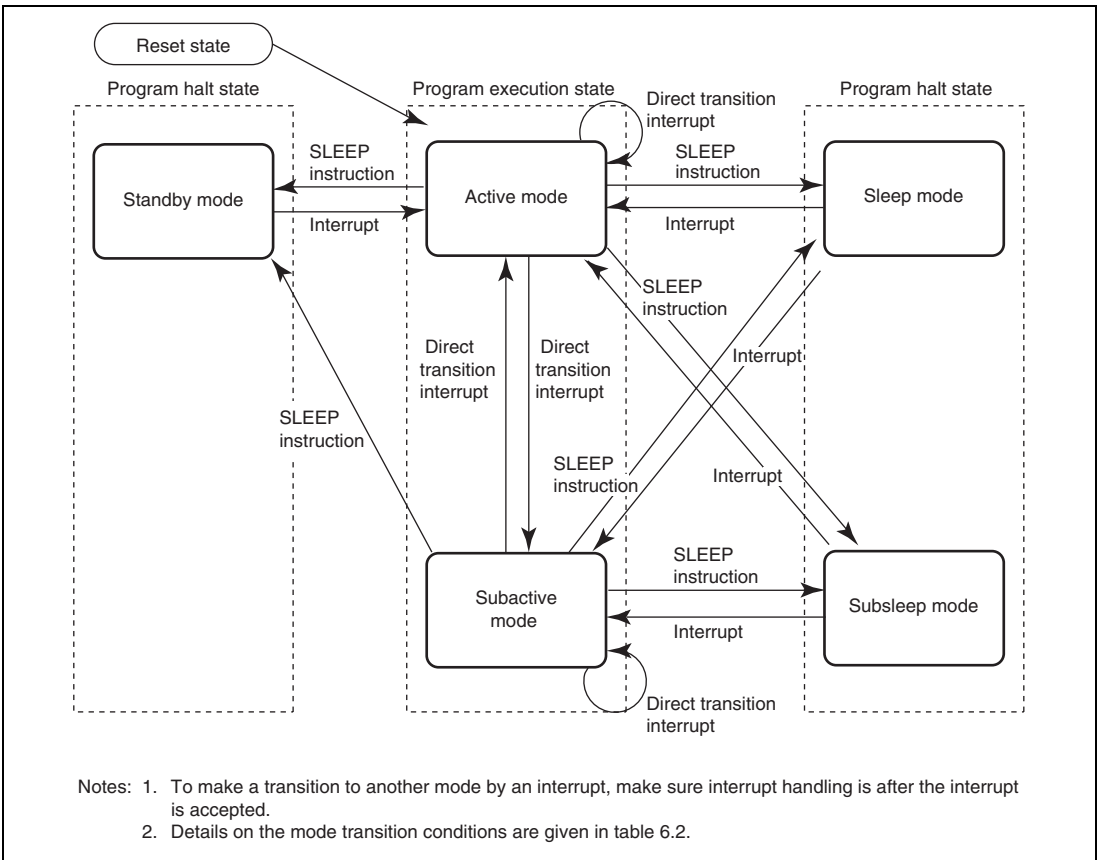 Reset state
Program halt state
Program execution state
Program halt state
Direct transition
interrupt
Standby mode
SLEEP
instruction
Interrupt
Active mode
SLEEP
instruction
Interrupt
Sleep mode
SLEEP
instruction
Direct
transition
interrupt
Direct
transition
interrupt
Interrupt
SLEEP
instruction
SLEEP
instruction
Interrupt
Subactive
mode
SLEEP
instruction
Interrupt
Subsleep mode
Direct transition
interrupt
Notes: 1. To make a transition to another mode by an interrupt, make sure interrupt handling is after the interrupt
is accepted.
2. Details on the mode transition conditions are given in table 6.2.